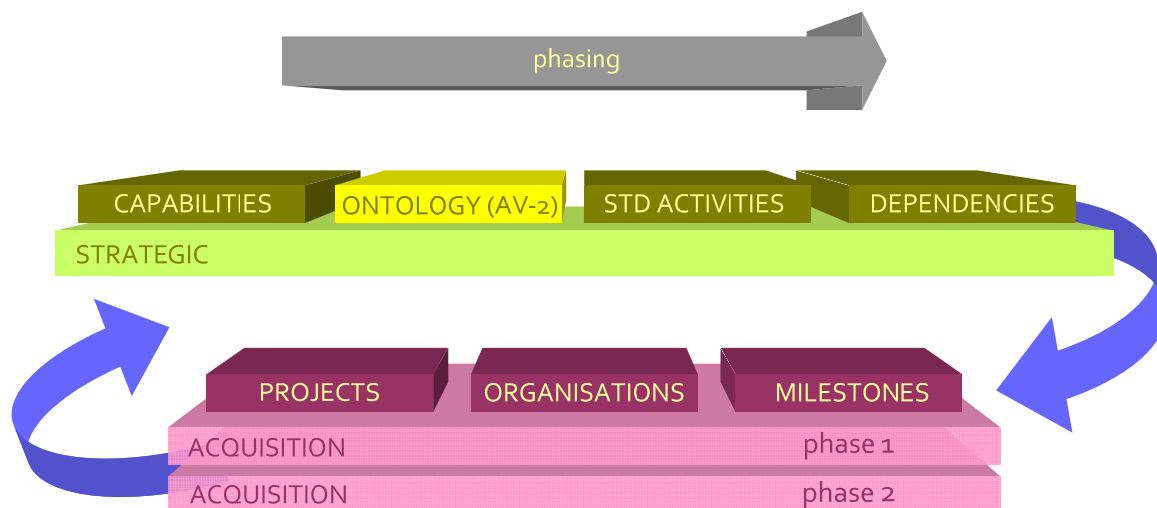 phasing
CAPABILITIES
ONTOLOGY (AV-2)
STD ACTIVITIES
DEPENDENCIES
STRATEGIC
PROJECTS
ORGANISATIONS
MILESTONES
ACQUISITION phase 1
ACQUISITION phase 2